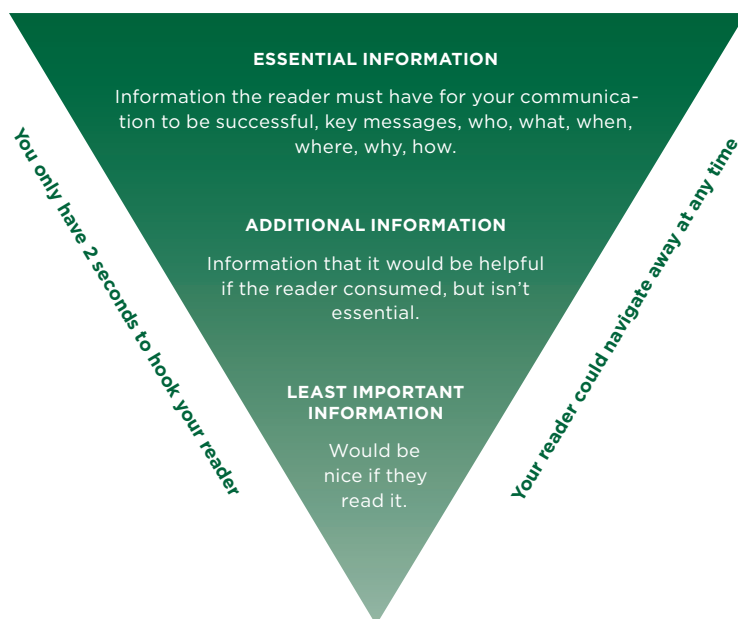 ESSENTIAL INFORMATION
Information the reader must have for your communica-
tion to be successful, key messages, who, what, when,
where, why, how.
You only have 2 seconds to hook your reader
Your reader could navigate away at any time
ADDITIONAL INFORMATION
Information that it would be helpful
if the reader consumed, but isn’t
essential.
LEAST IMPORTANT
INFORMATION
Would be
nice if they
read it.